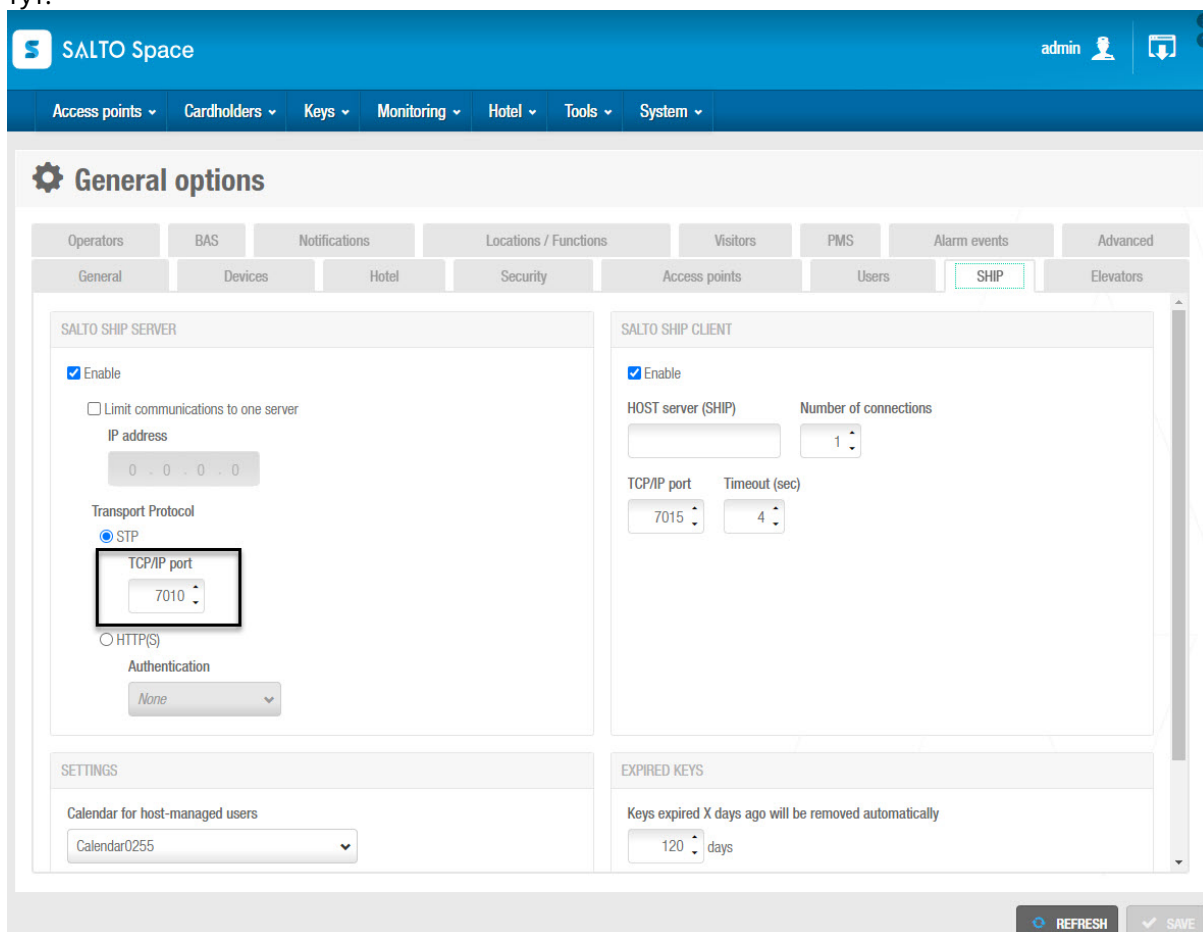 тут.
SALTO Space
admin
Access points
Cardholders
Keys
Monitoring
Hotel
Tools
System
General options
Operators
BAS
Notifications
Locations / Functions
Visitors
PMS
Alarm events
Advanced
General
Devices
Hotel
Security
Access points
Users
SHIP
Elevators
SALTO SHIP SERVER
Enable
Limit communications to one server
IP address
0 . 0 . 0 . 0
Transport Protocol
STP
TCP/IP port
7010
HTTP(S)
Authentication
None
SALTO SHIP CLIENT
Enable
HOST server (SHIP)
Number of connections
1
TCP/IP port
Timeout (sec)
7015
4
SETTINGS
Calendar for host-managed users
Calendar0255
EXPIRED KEYS
Keys expired X days ago will be removed automatically
120 days
REFRESH
SAVE